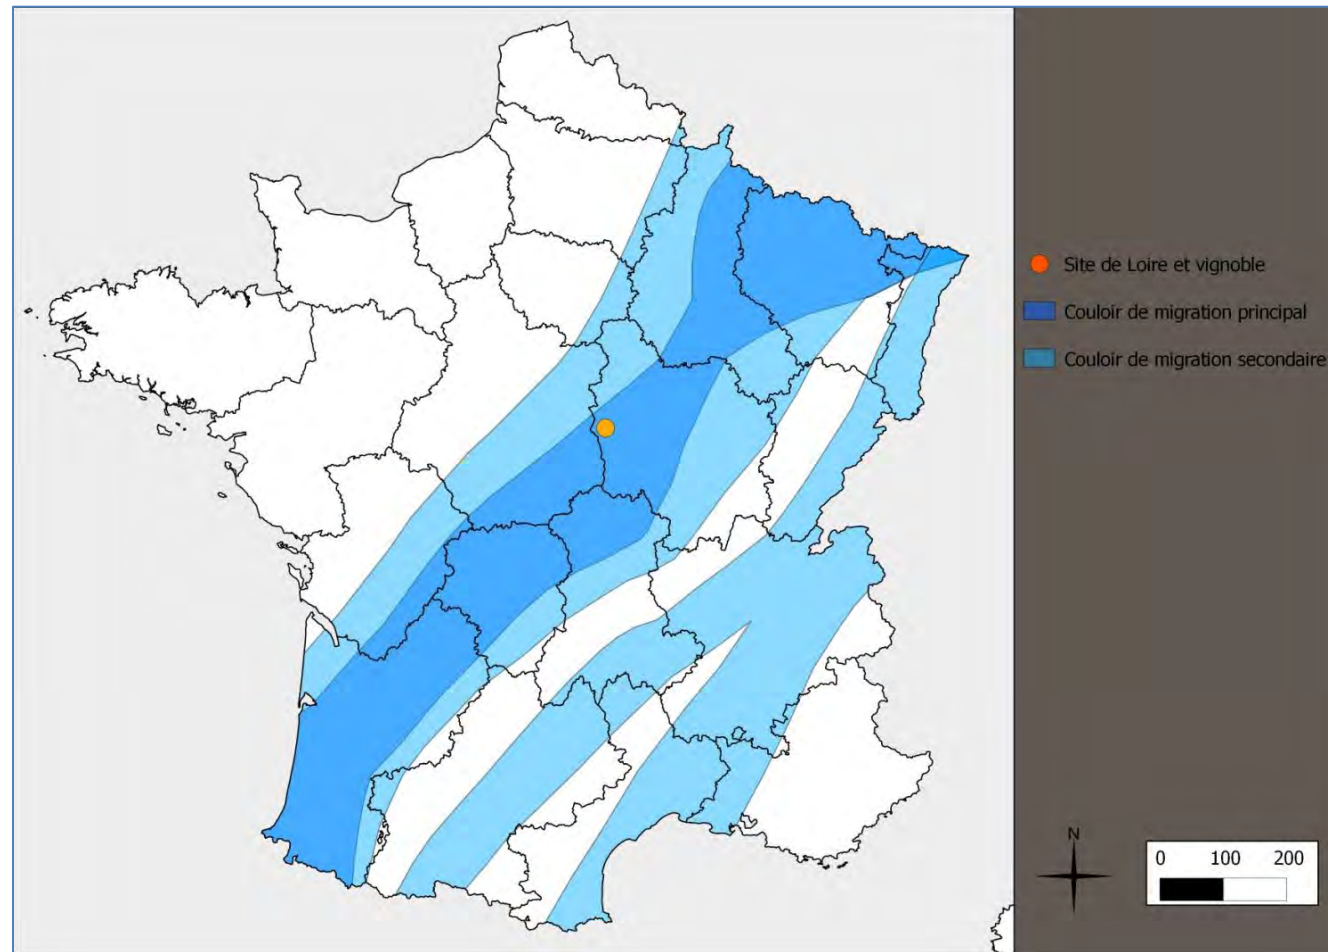 Site de Loire et vignoble
Couloir de migration principal
Couloir de migration secondaire
N
0 100 200